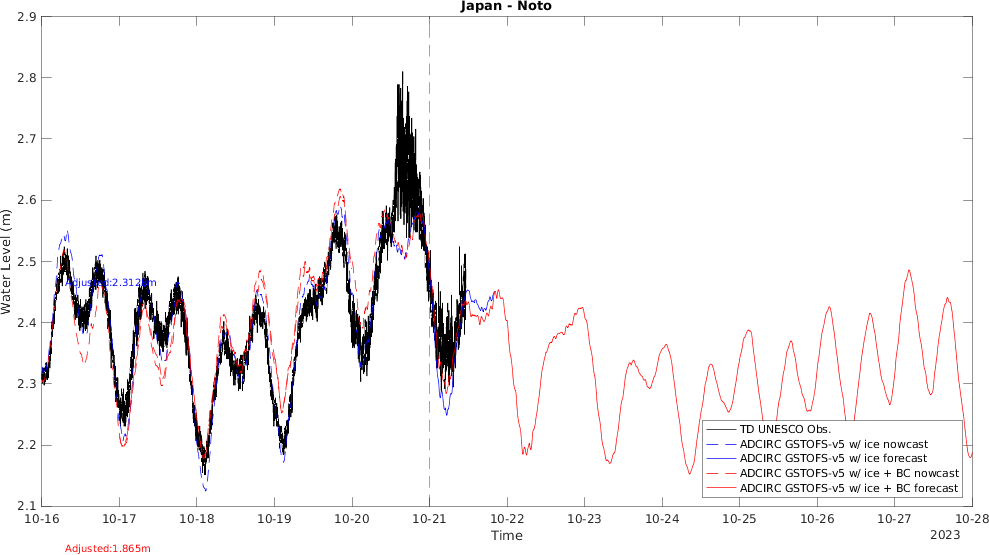 Japan - Noto
2.9
2.8
2.7
2.6
2.5
2.4
2.3
2.2
2.1
Water Level (m)
Adjusted:2.312m
TD UNESCO Obs.
ADCIRC GSTOFS-v5 w/ ice nowcast
ADCIRC GSTOFS-v5 w/ ice forecast
ADCIRC GSTOFS-v5 w/ ice + BC nowcast
ADCIRC GSTOFS-v5 w/ ice + BC forecast
10-16 10-17 10-18 10-19 10-20 10-21 10-22 10-23 10-24 10-25 10-26 10-27 10-28
Time
2023
Adjusted:1.865m